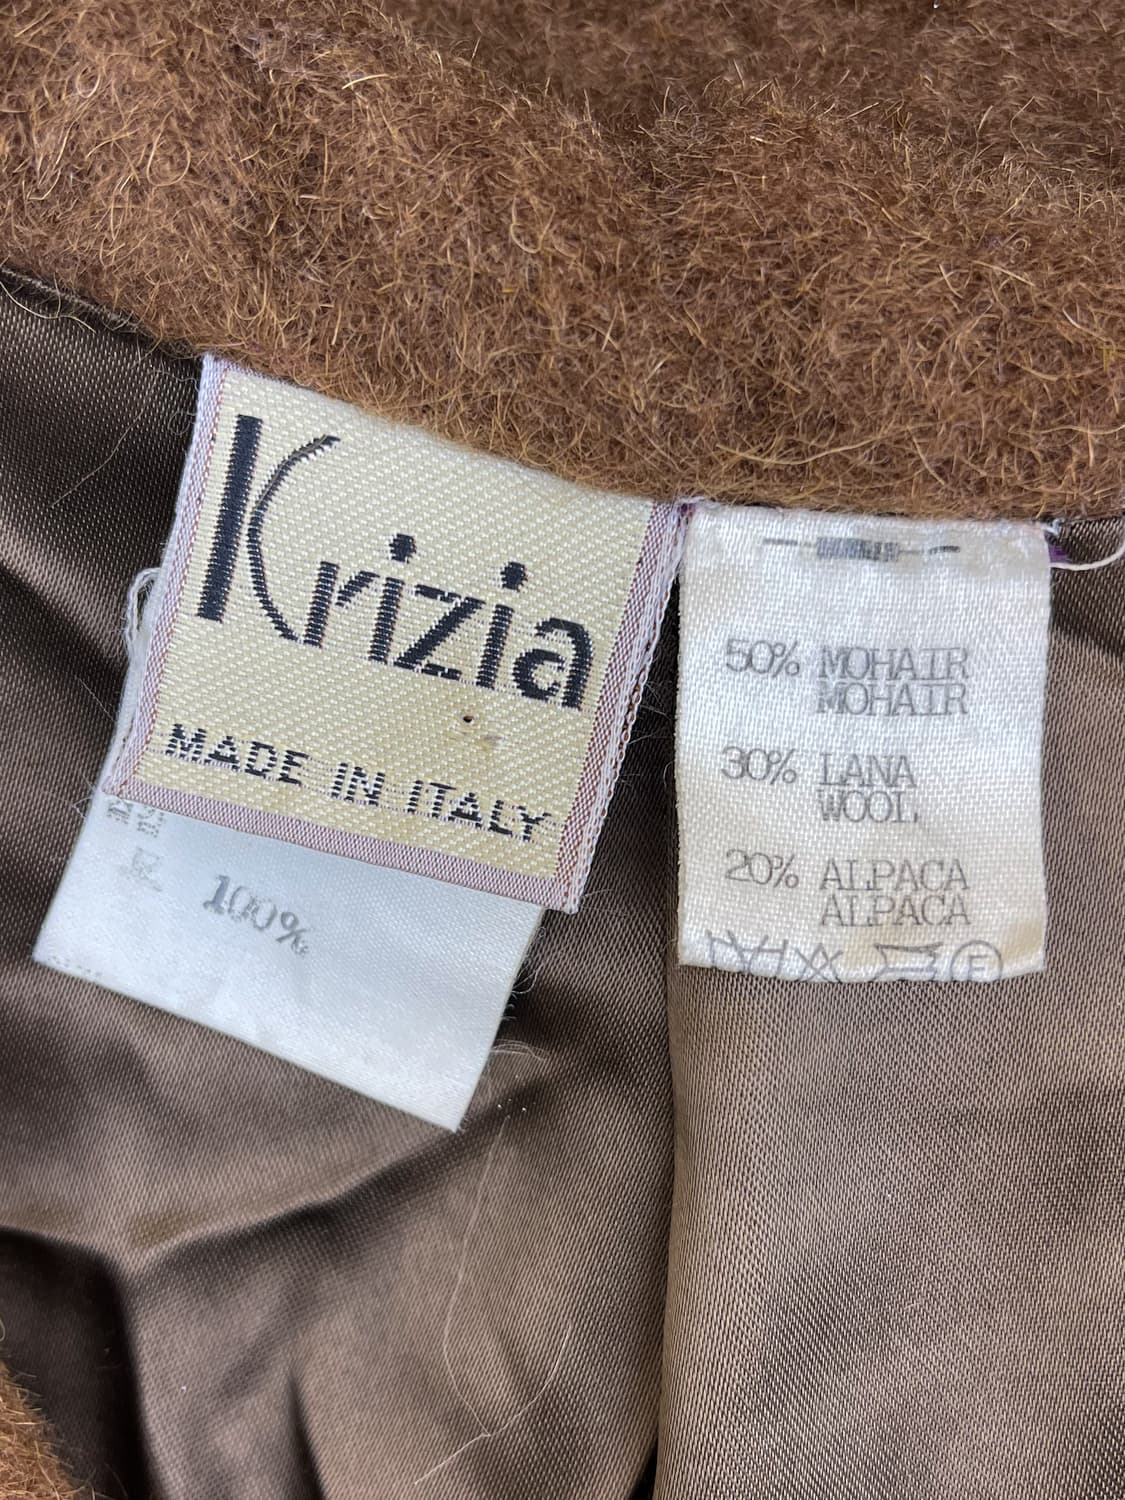 Krizia
MADE IN ITALY
100%
50% MOHAIR
MOHAIR
30% LANA
WOOL
20% ALPACA
ALPACA
F